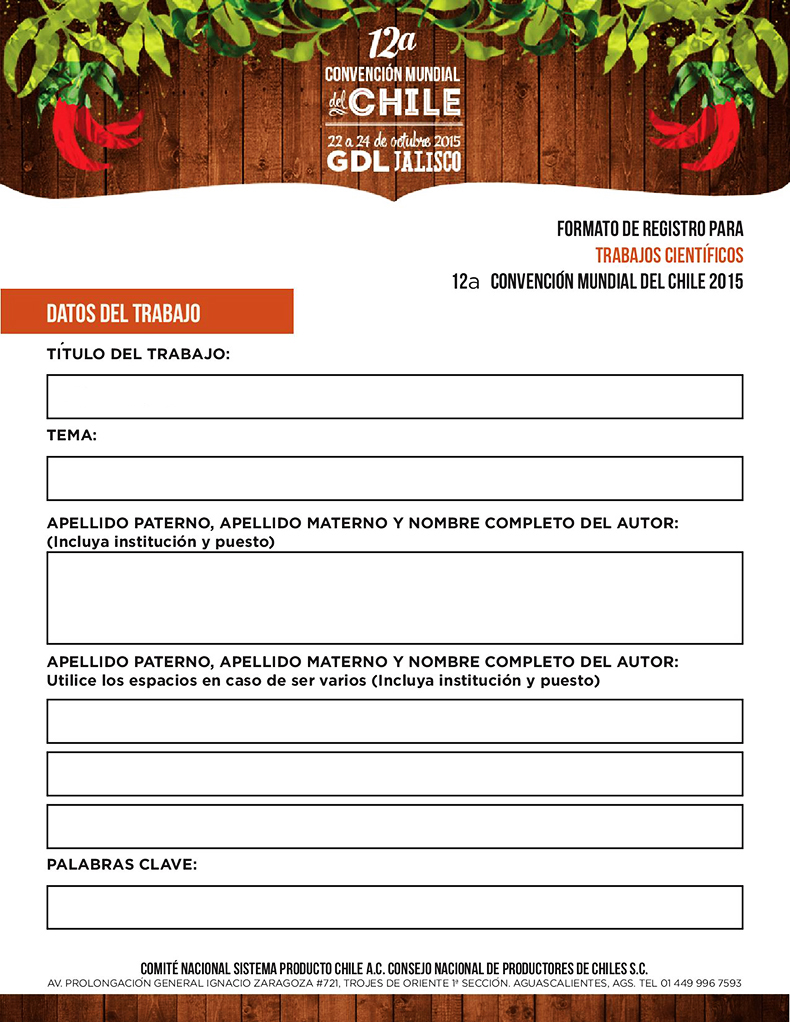 12a
CONVENCIÓN MUNDIAL
del CHILE
22 a 24 de octubre 2015
GDL JALISCO
FORMATO DE REGISTRO PARA
TRABAJOS CIENTÍFICOS
12a CONVENCIÓN MUNDIAL DEL CHILE 2015
DATOS DEL TRABAJO
TÍTULO DEL TRABAJO:
TEMA:
APELLIDO PATERNO, APELLIDO MATERNO Y NOMBRE COMPLETO DEL AUTOR:
(Incluya institución y puesto)
APELLIDO PATERNO, APELLIDO MATERNO Y NOMBRE COMPLETO DEL AUTOR:
Utilice los espacios en caso de ser varios (Incluya institución y puesto)
PALABRAS CLAVE:
COMITÉ NACIONAL SISTEMA PRODUCTO CHILE A.C. CONSEJO NACIONAL DE PRODUCTORES DE CHILES S.C.
AV. PROLONGACIÓN GENERAL IGNACIO ZARAGOZA #721, TROJES DE ORIENTE 1ª SECCIÓN. AGUASCALIENTES, AGS. TEL 01 449 996 7593